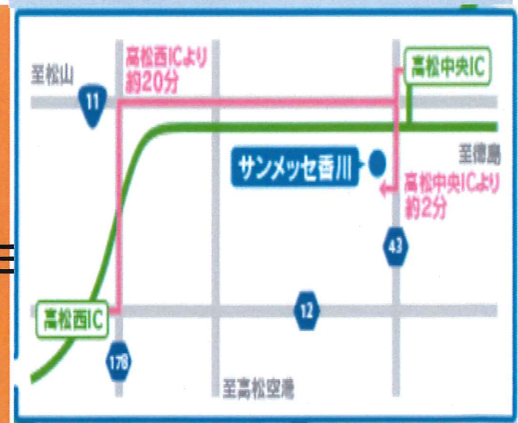 至松山
11
高松西ICより
約20分
高松中央IC
至徳島
サンメッセ香川
高松中央ICより
約2分
43
高松西IC
12
178
至高松空港